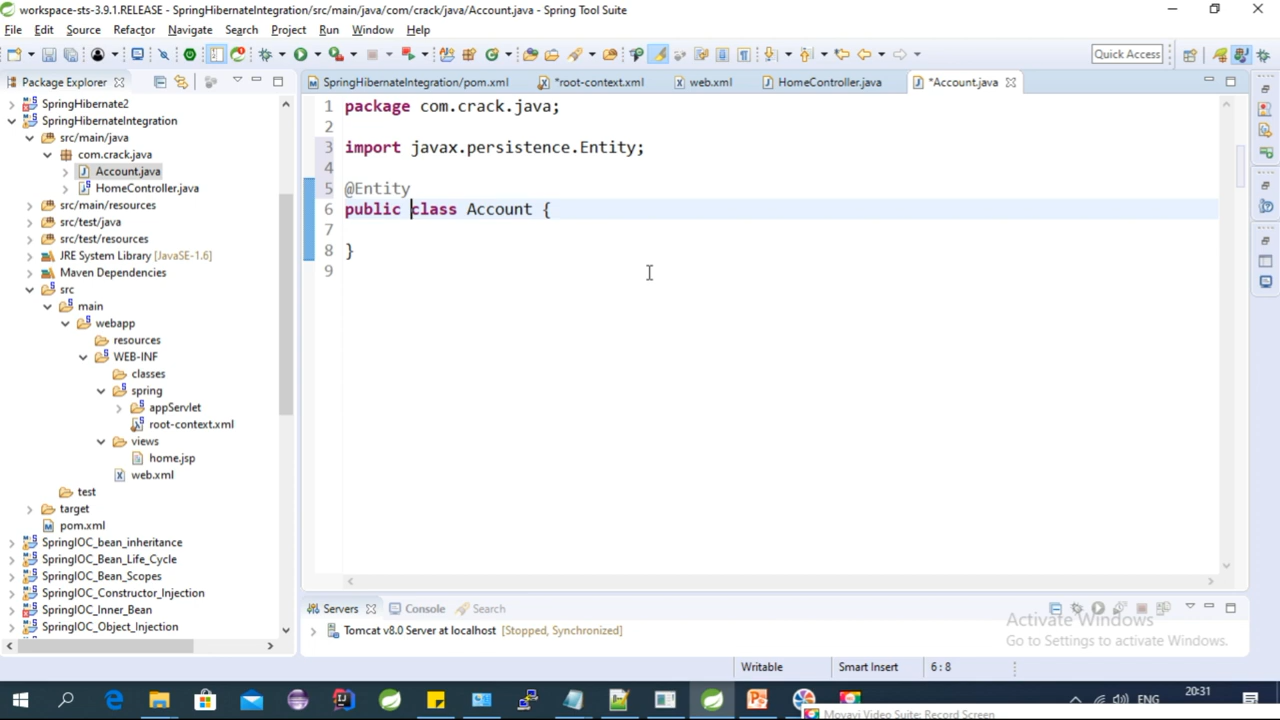 workspace-sts-3.9.1.RELEASE - SpringHibernateIntegration/src/main/java/com/crack/java/Account.java - Spring Tool Suite
File Edit Source Refactor Navigate Search Project Run Window Help
Quick Access
Package Explorer
SpringHibernateIntegration/pom.xml *root-context.xml web.xml HomeController.java *Account.java
SpringHibernate2
SpringHibernateIntegration
src/main/java
com.crack.java
Account.java
HomeController.java
src/main/resources
src/test/java
src/test/resources
JRE System Library [JavaSE-1.6]
Maven Dependencies
src
main
webapp
resources
WEB-INF
classes
spring
appServlet
root-context.xml
views
home.jsp
web.xml
test
target
pom.xml
SpringIOC_bean_inheritance
SpringIOC_Bean_Life_Cycle
SpringIOC_Bean_Scopes
SpringIOC_Constructor_Injection
SpringIOC_Inner_Bean
SpringIOC_Object_Injection
1 package com.crack.java;
2
3 import javax.persistence.Entity;
4
5 @Entity
6 public class Account {
7
8 }
9
Servers Console Search
Tomcat v8.0 Server at localhost [Stopped, Synchronized]
Activate Windows
Go to Settings to activate Windows.
Writable Smart Insert 6 : 8
ENG 20:31
Movavi Video Suite: Record Screen